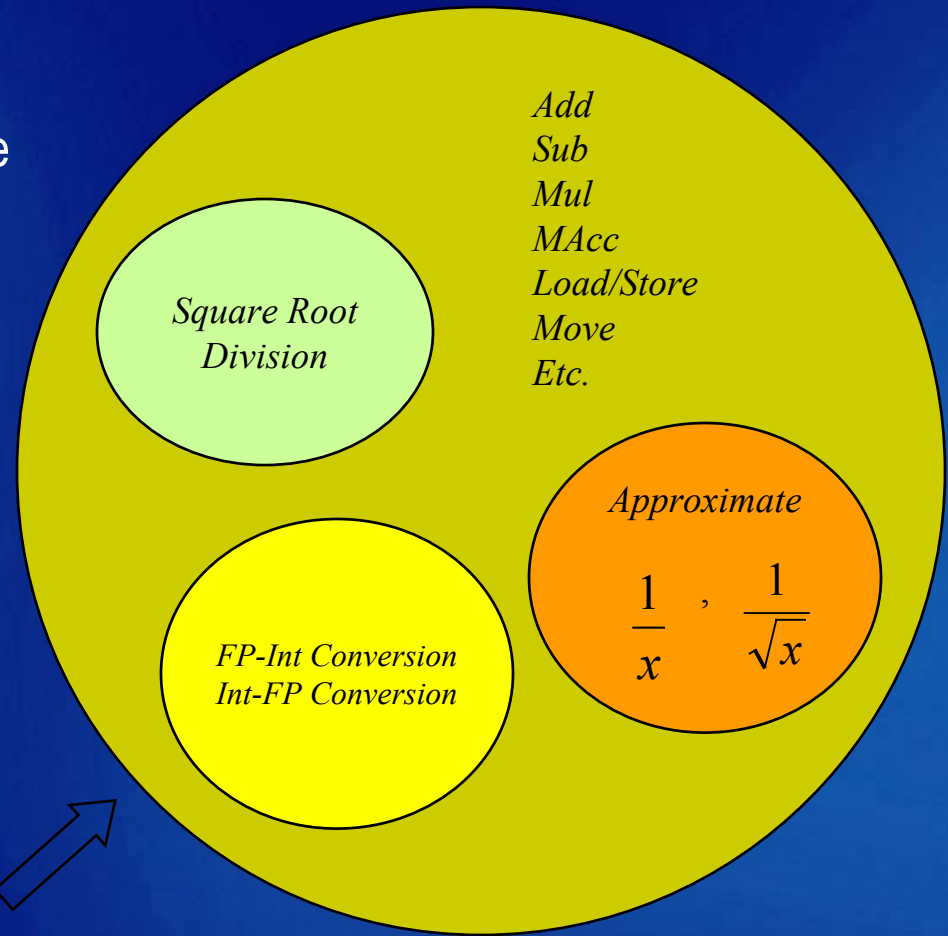 e
Add
Sub
Mul
MAcc
Load/Store
Move
Etc.
Square Root
Division
Approximate
1/x , 1/√x
FP-Int Conversion
Int-FP Conversion